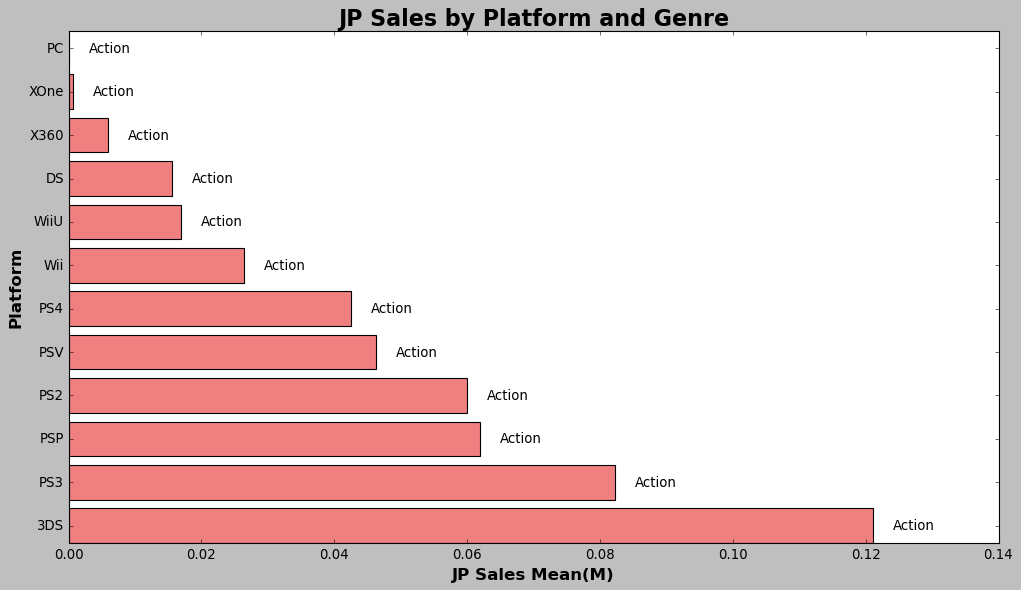 JP Sales by Platform and Genre
PC Action
XOne Action
X360 Action
DS Action
WiiU Action
Wii Action
PS4 Action
PSV Action
PS2 Action
PSP Action
PS3 Action
3DS Action
Platform
0.00 0.02 0.04 0.06 0.08 0.10 0.12 0.14
JP Sales Mean(M)